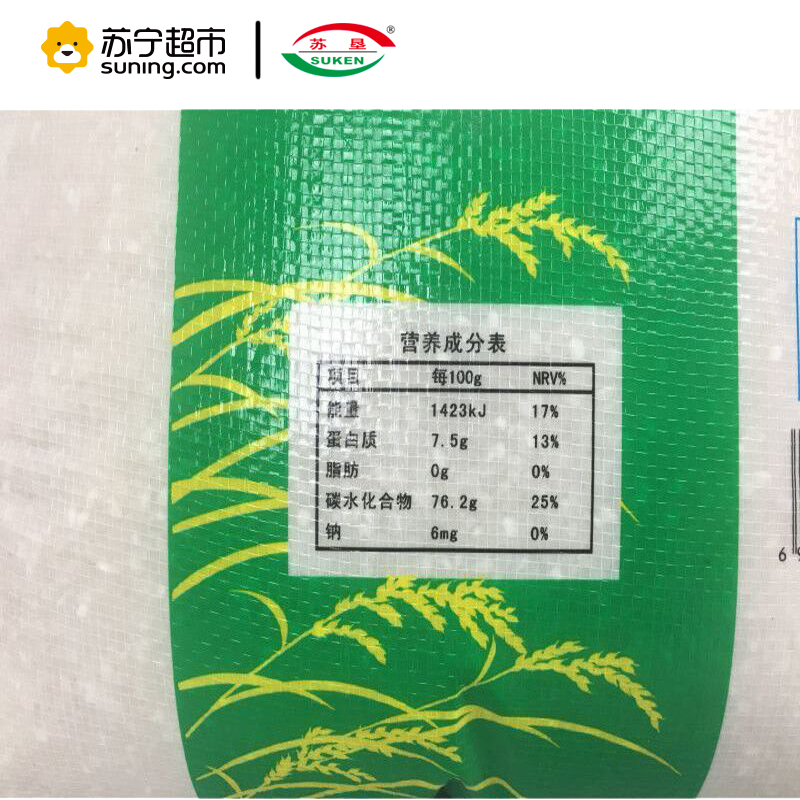 苏宁超市
suning.com
苏垦
®
SUKEN
营养成分表
项目 每100g NRV%
能量 1423kJ 17%
蛋白质 7.5g 13%
脂肪 0g 0%
碳水化合物 76.2g 25%
钠 6mg 0%
6